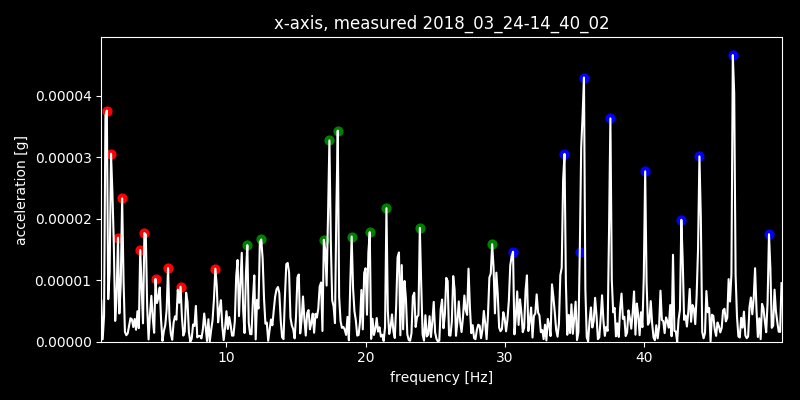 x-axis, measured 2018_03_24-14_40_02
acceleration [g]
0.00004
0.00003
0.00002
0.00001
0.00000
10 20 30 40
frequency [Hz]